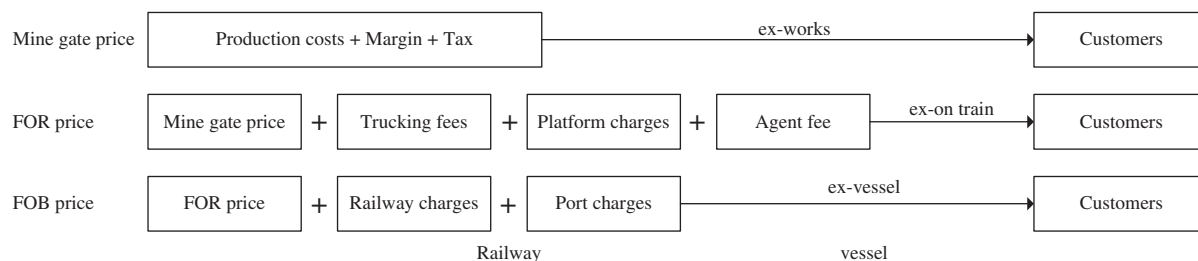 Mine gate price Production costs + Margin + Tax ex-works Customers
FOR price Mine gate price + Trucking fees + Platform charges + Agent fee ex-on train Customers
FOB price FOR price + Railway charges + Port charges ex-vessel Customers
Railway vessel